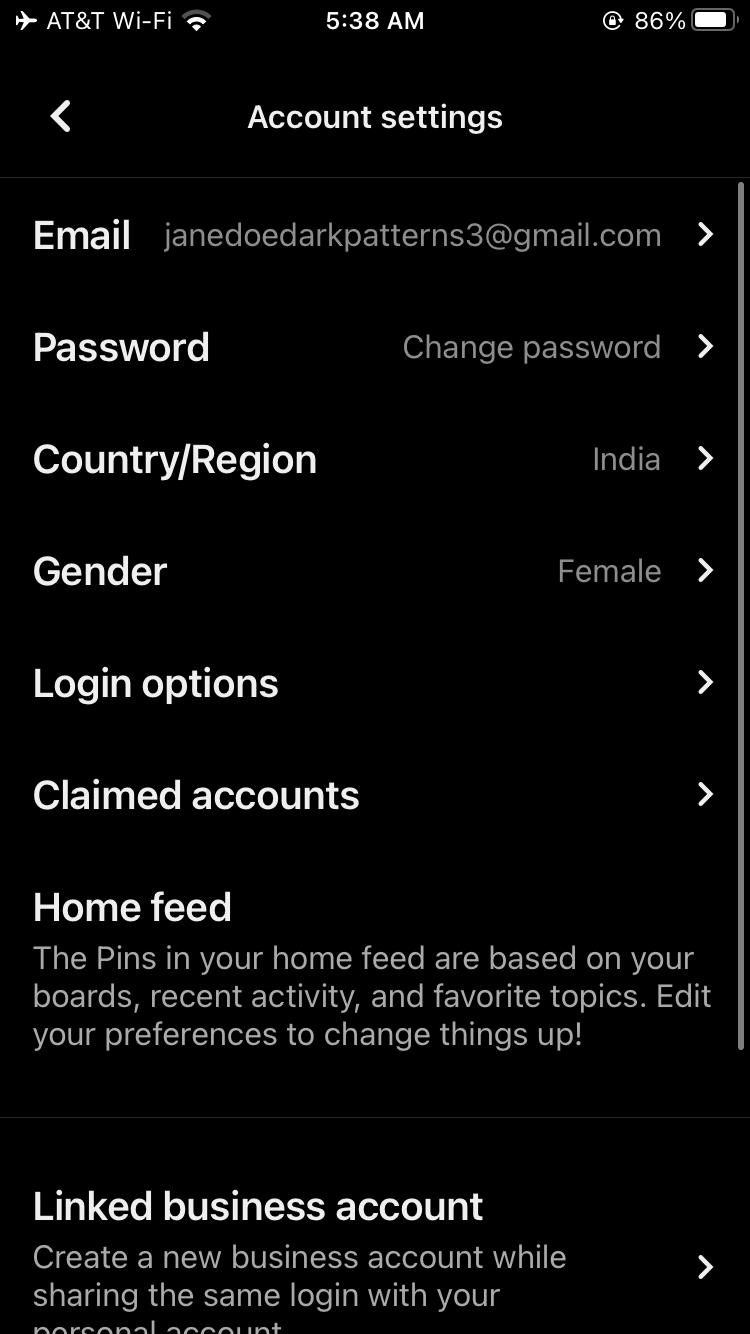 AT&T Wi-Fi 5:38 AM 86%
Account settings
Email janedoedarkpatterns3@gmail.com
Password Change password
Country/Region India
Gender Female
Login options
Claimed accounts
Home feed
The Pins in your home feed are based on your
boards, recent activity, and favorite topics. Edit
your preferences to change things up!
Linked business account
Create a new business account while
sharing the same login with your
personal account